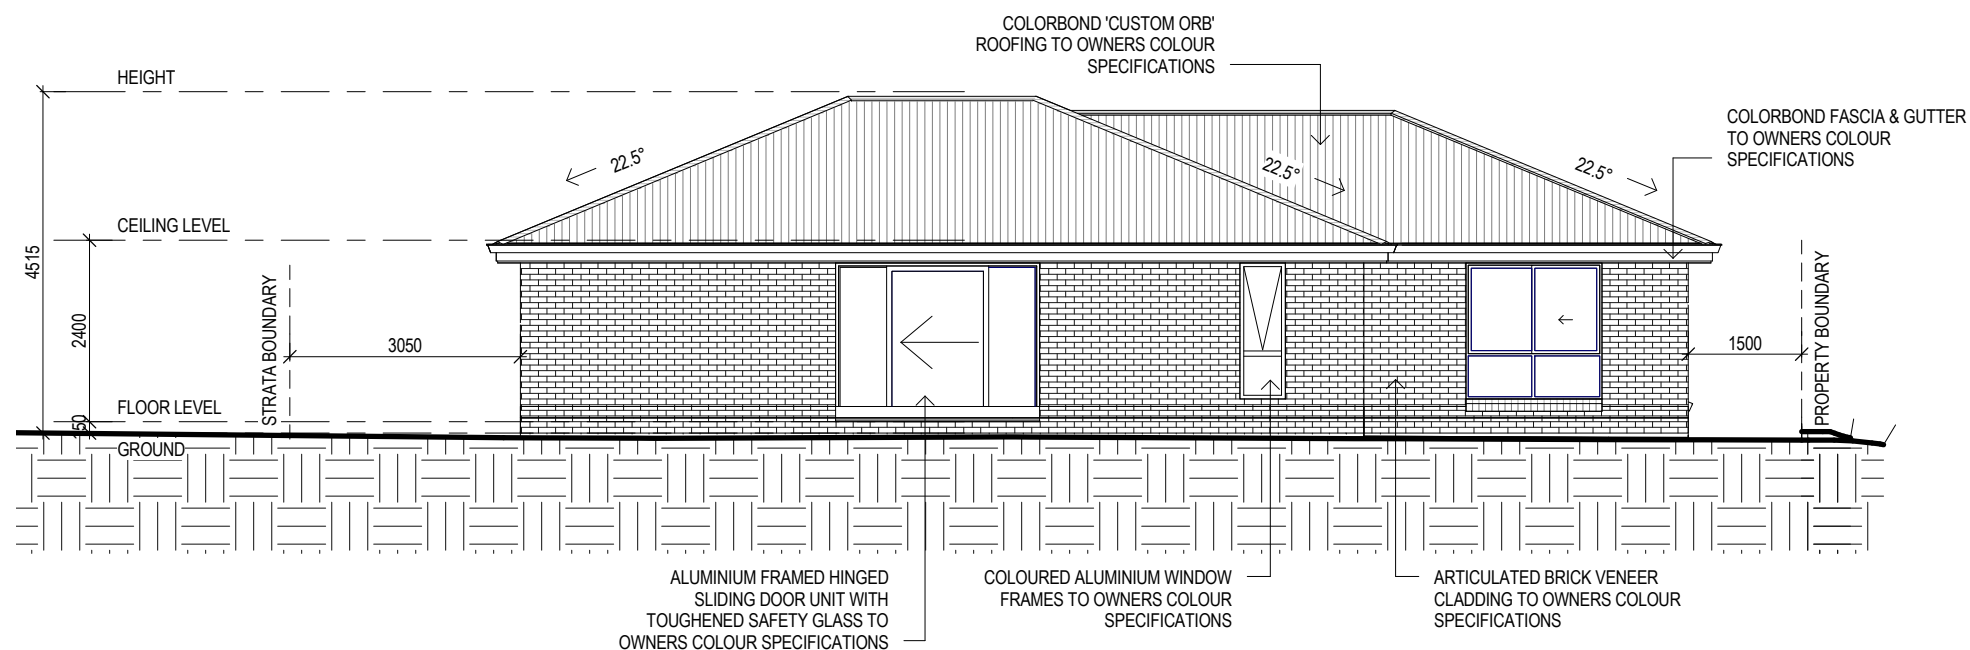 COLORBOND 'CUSTOM ORB'
ROOFING TO OWNERS COLOUR
SPECIFICATIONS
HEIGHT
COLORBOND FASCIA & GUTTER
TO OWNERS COLOUR
SPECIFICATIONS
22.5°
22.5°
22.5°
CEILING LEVEL
4515
2400
STRATA BOUNDARY
3050
1500
PROPERTY BOUNDARY
FLOOR LEVEL
GROUND
ALUMINIUM FRAMED HINGED
SLIDING DOOR UNIT WITH
TOUGHENED SAFETY GLASS TO
OWNERS COLOUR SPECIFICATIONS
COLOURED ALUMINIUM WINDOW
FRAMES TO OWNERS COLOUR
SPECIFICATIONS
ARTICULATED BRICK VENEER
CLADDING TO OWNERS COLOUR
SPECIFICATIONS